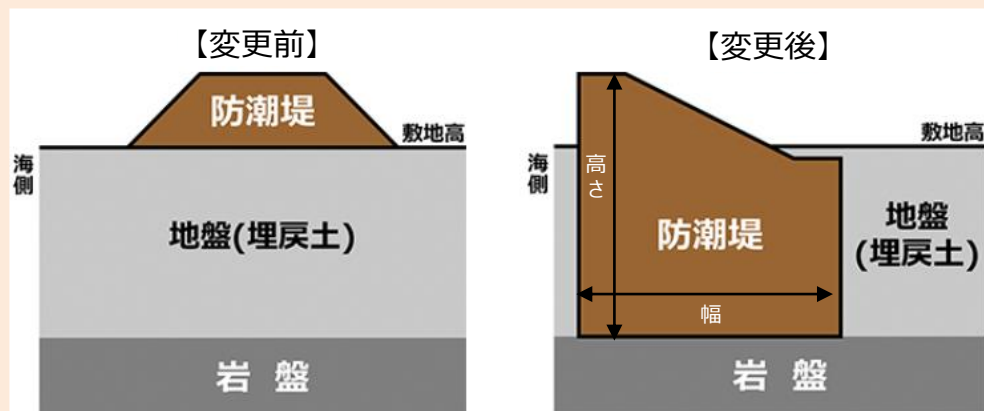 【変更前】
防潮堤
敷地高
海側
地盤(埋戻土)
岩 盤
【変更後】
敷地高
海側
高さ
防潮堤
地盤
(埋戻土)
幅
岩 盤